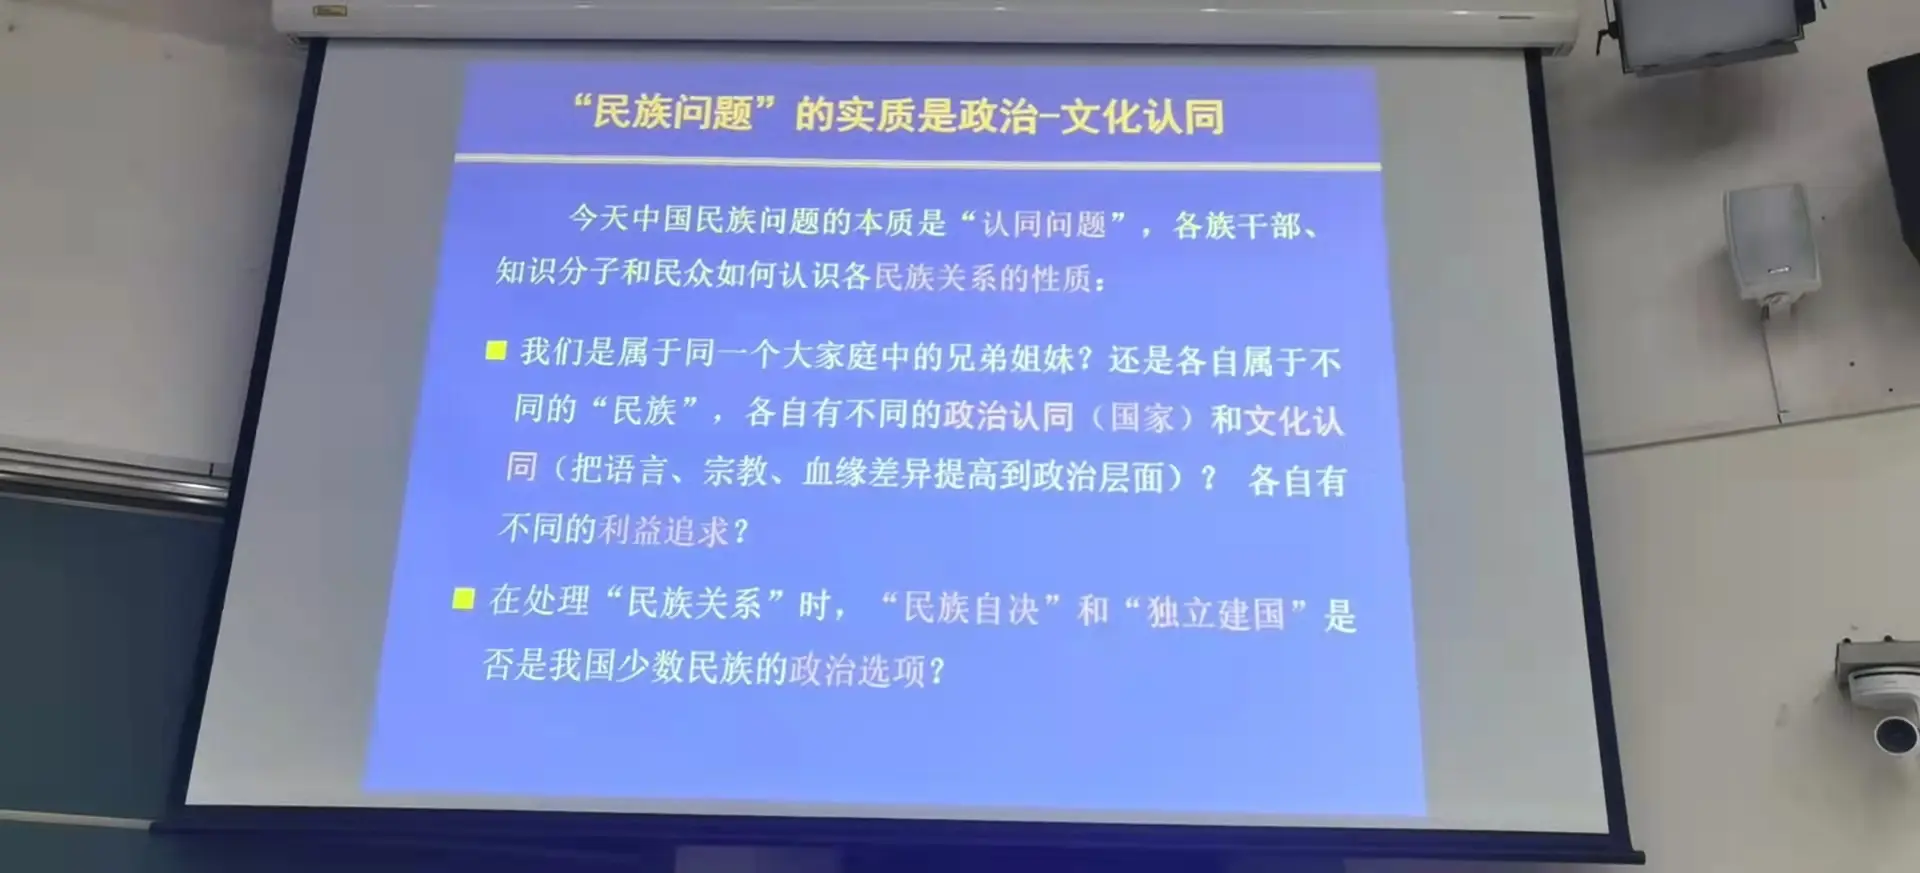 “民族问题”的实质是政治-文化认同
今天中国民族问题的本质是“认同问题”，各族干部、
知识分子和民众如何认识各民族关系的性质：
■ 我们是属于同一个大家庭中的兄弟姐妹？还是各自属于不
同的“民族”，各自有不同的政治认同（国家）和文化认
同（把语言、宗教、血缘差异提高到政治层面）？ 各自有
不同的利益追求？
■ 在处理“民族关系”时，“民族自决”和“独立建国”是
否是我国少数民族的政治选项？